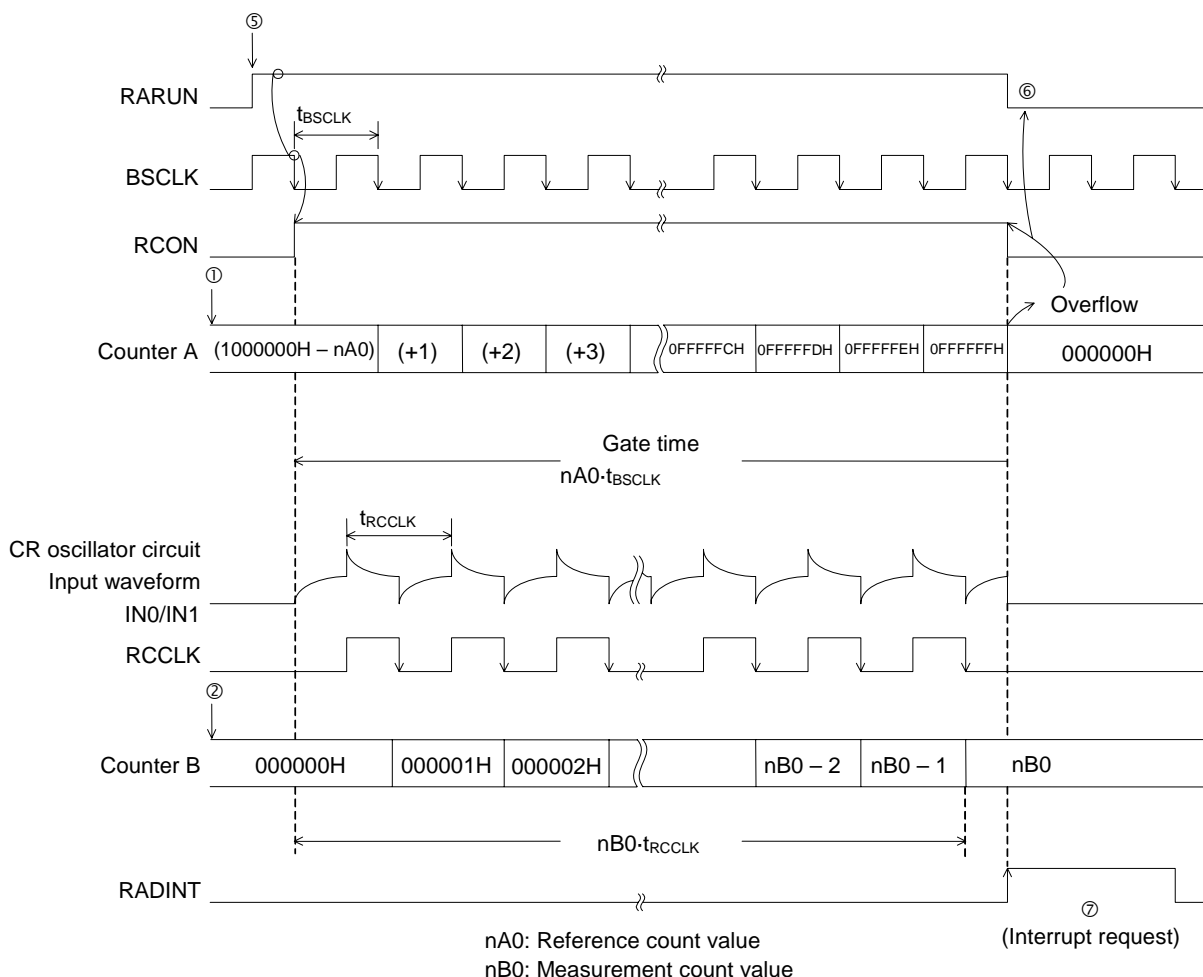 ⑤
RARUN
⑥
tBSCLK
BSCLK
RCON
①
Overflow
Counter A (1000000H – nA0) (+1) (+2) (+3) 0FFFFFCH 0FFFFFDH 0FFFFFEH 0FFFFFFH 000000H
Gate time
nA0·tBSCLK
tRCCLK
CR oscillator circuit
Input waveform
IN0/IN1
RCCLK
②
Counter B 000000H 000001H 000002H nB0 – 2 nB0 – 1 nB0
nB0·tRCCLK
RADINT
⑦
(Interrupt request)
nA0: Reference count value
nB0: Measurement count value